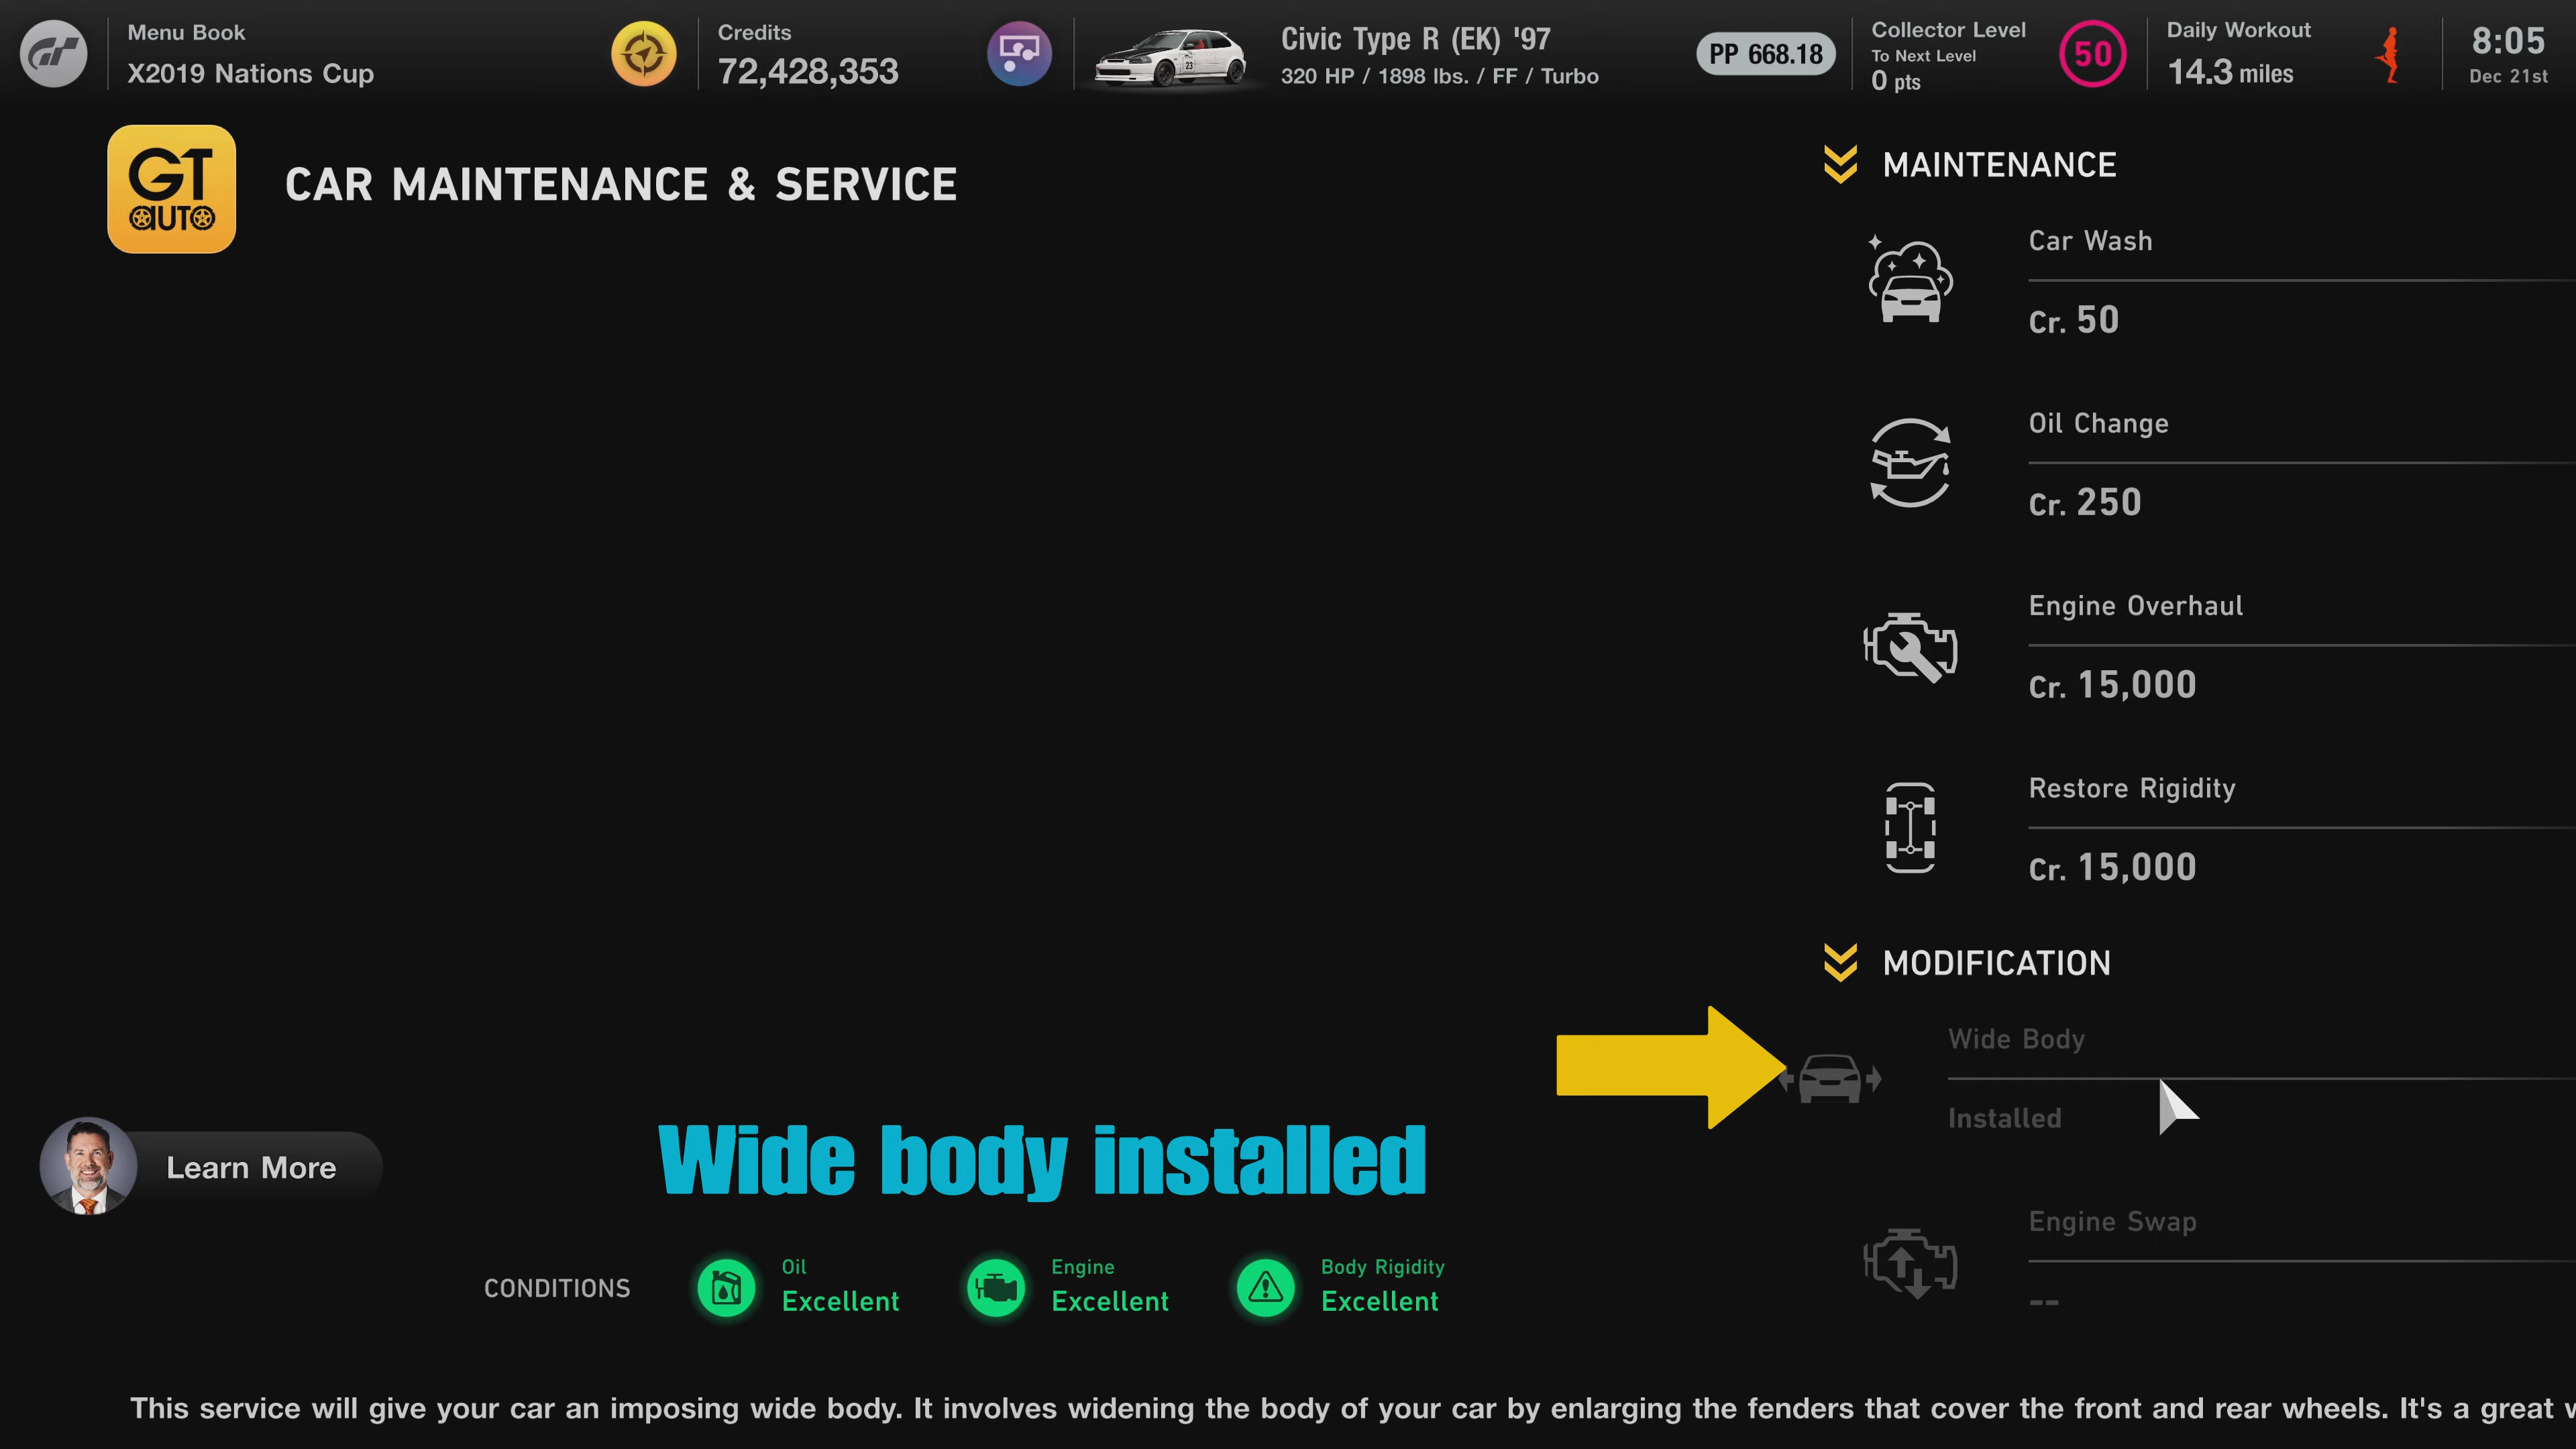 Menu Book
X2019 Nations Cup
Credits
72,428,353
Civic Type R (EK) '97
320 HP / 1898 lbs. / FF / Turbo
PP 668.18
Collector Level
To Next Level
0 pts
50
Daily Workout
14.3 miles
8:05
Dec 21st
GT
auto
CAR MAINTENANCE & SERVICE
MAINTENANCE
Car Wash
Cr. 50
Oil Change
Cr. 250
Engine Overhaul
Cr. 15,000
Restore Rigidity
Cr. 15,000
MODIFICATION
Wide Body
Installed
Engine Swap
--
Learn More
Wide body installed
CONDITIONS
Oil
Excellent
Engine
Excellent
Body Rigidity
Excellent
23
This service will give your car an imposing wide body. It involves widening the body of your car by enlarging the fenders that cover the front and rear wheels. It's a great